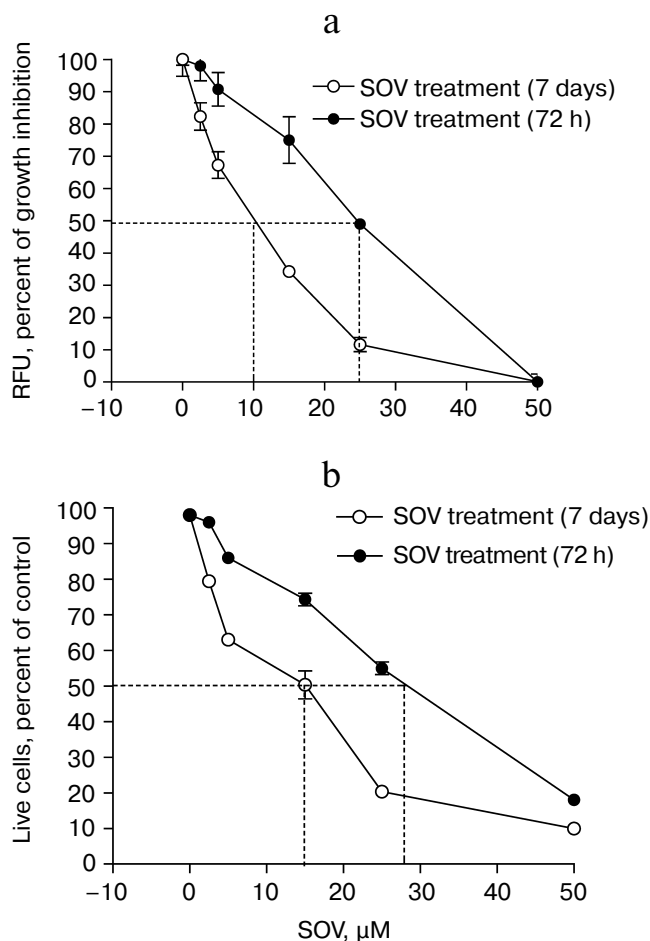 a
100
90
80
70
60
50
40
30
20
10
0
RFU, percent of growth inhibition
SOV treatment (7 days)
SOV treatment (72 h)
–10 0 10 20 30 40 50
b
100
90
80
70
60
50
40
30
20
10
0
Live cells, percent of control
SOV treatment (7 days)
SOV treatment (72 h)
–10 0 10 20 30 40 50
SOV, µM